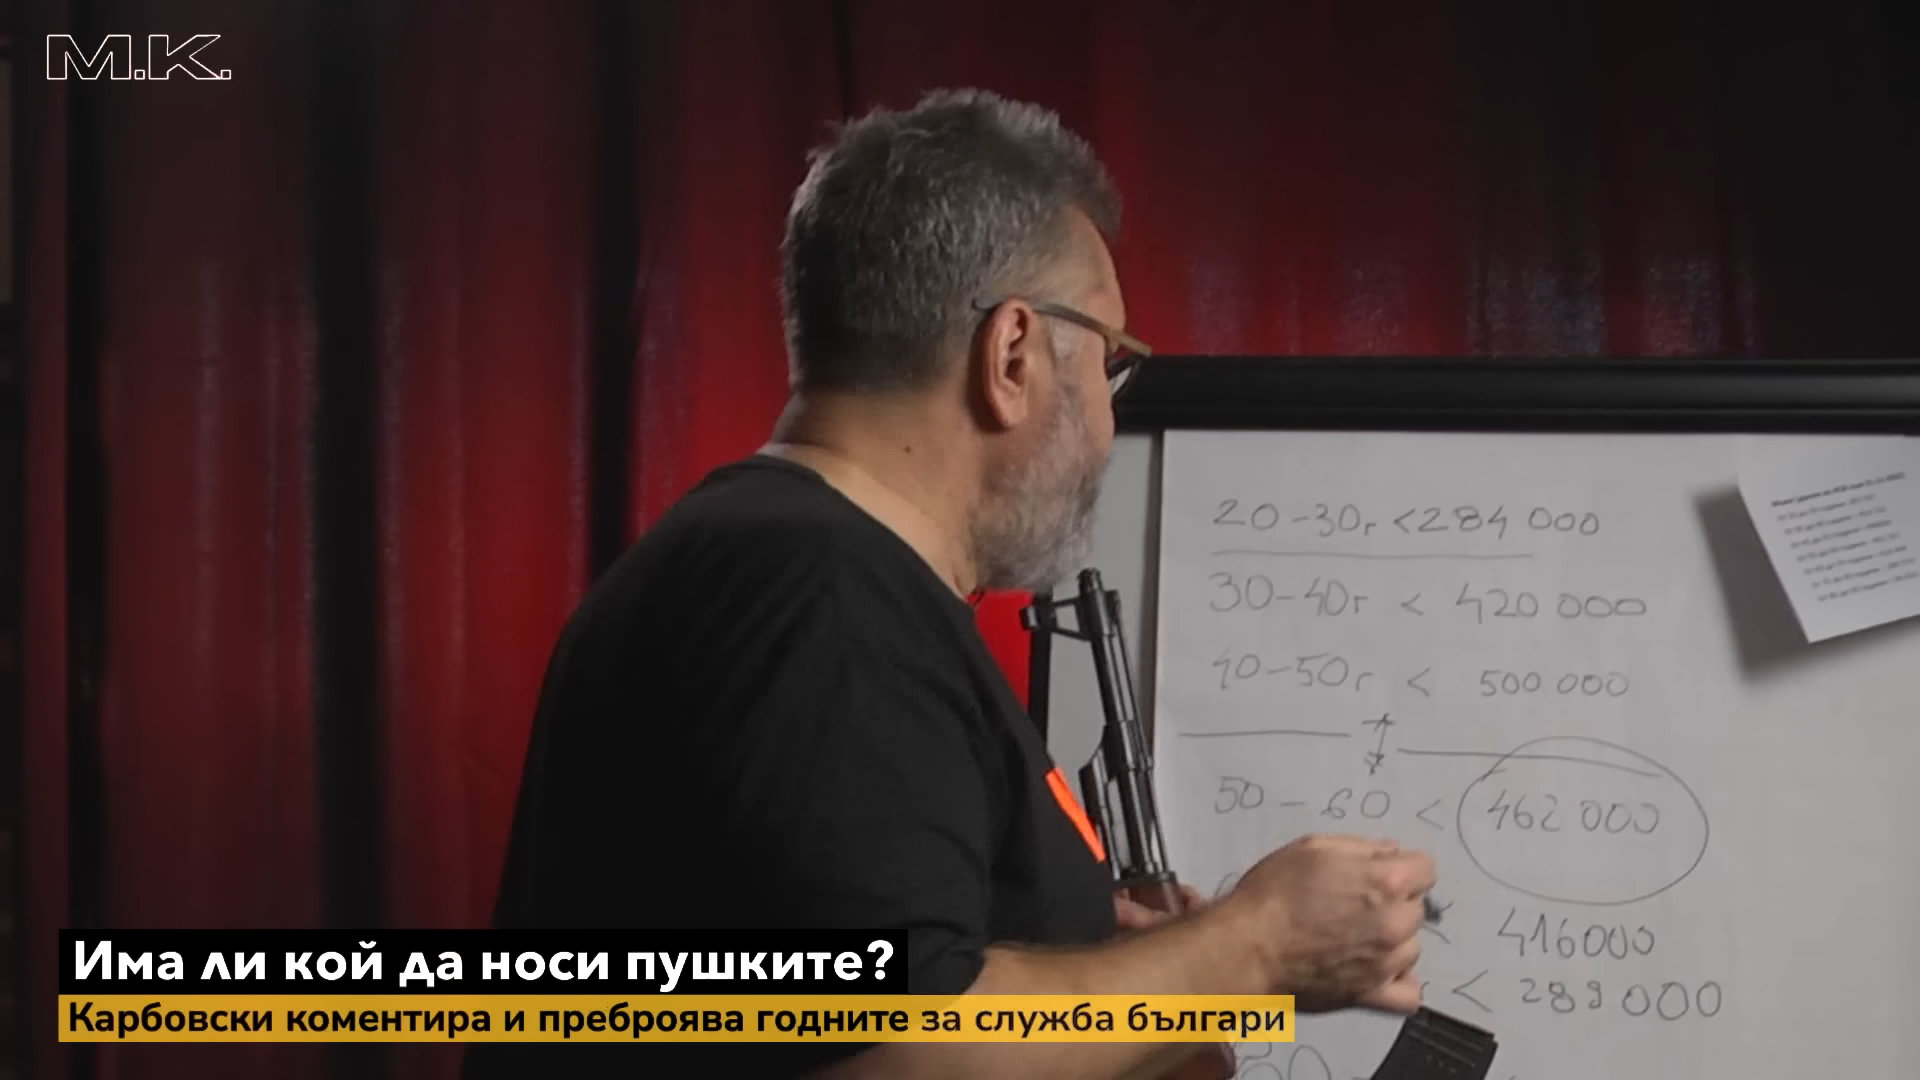 M.K.
20-30г < 284 000
30-40г < 420 000
40-50г < 500 000
50-60 < 462 000
< 416000
< 289 000
Има ли кой да носи пушките?
Карбовски коментира и преброява годните за служба българи